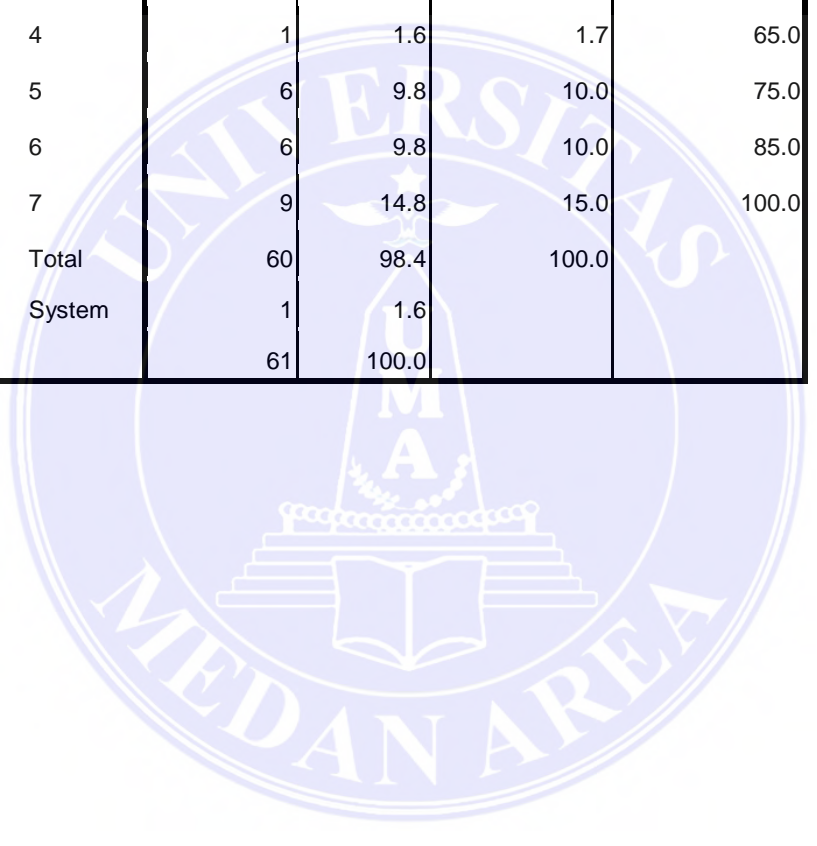 4 1 1.6 1.7 65.0
5 6 9.8 10.0 75.0
6 6 9.8 10.0 85.0
7 9 14.8 15.0 100.0
Total 60 98.4 100.0
System 1 1.6
61 100.0
UNIVERSITAS
UMA
MEDAN AREA